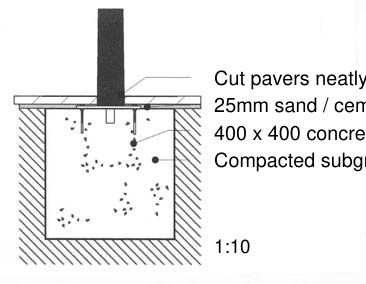 Cut pavers neatly
25mm sand / cem
400 x 400 concre
Compacted subgr
1:10